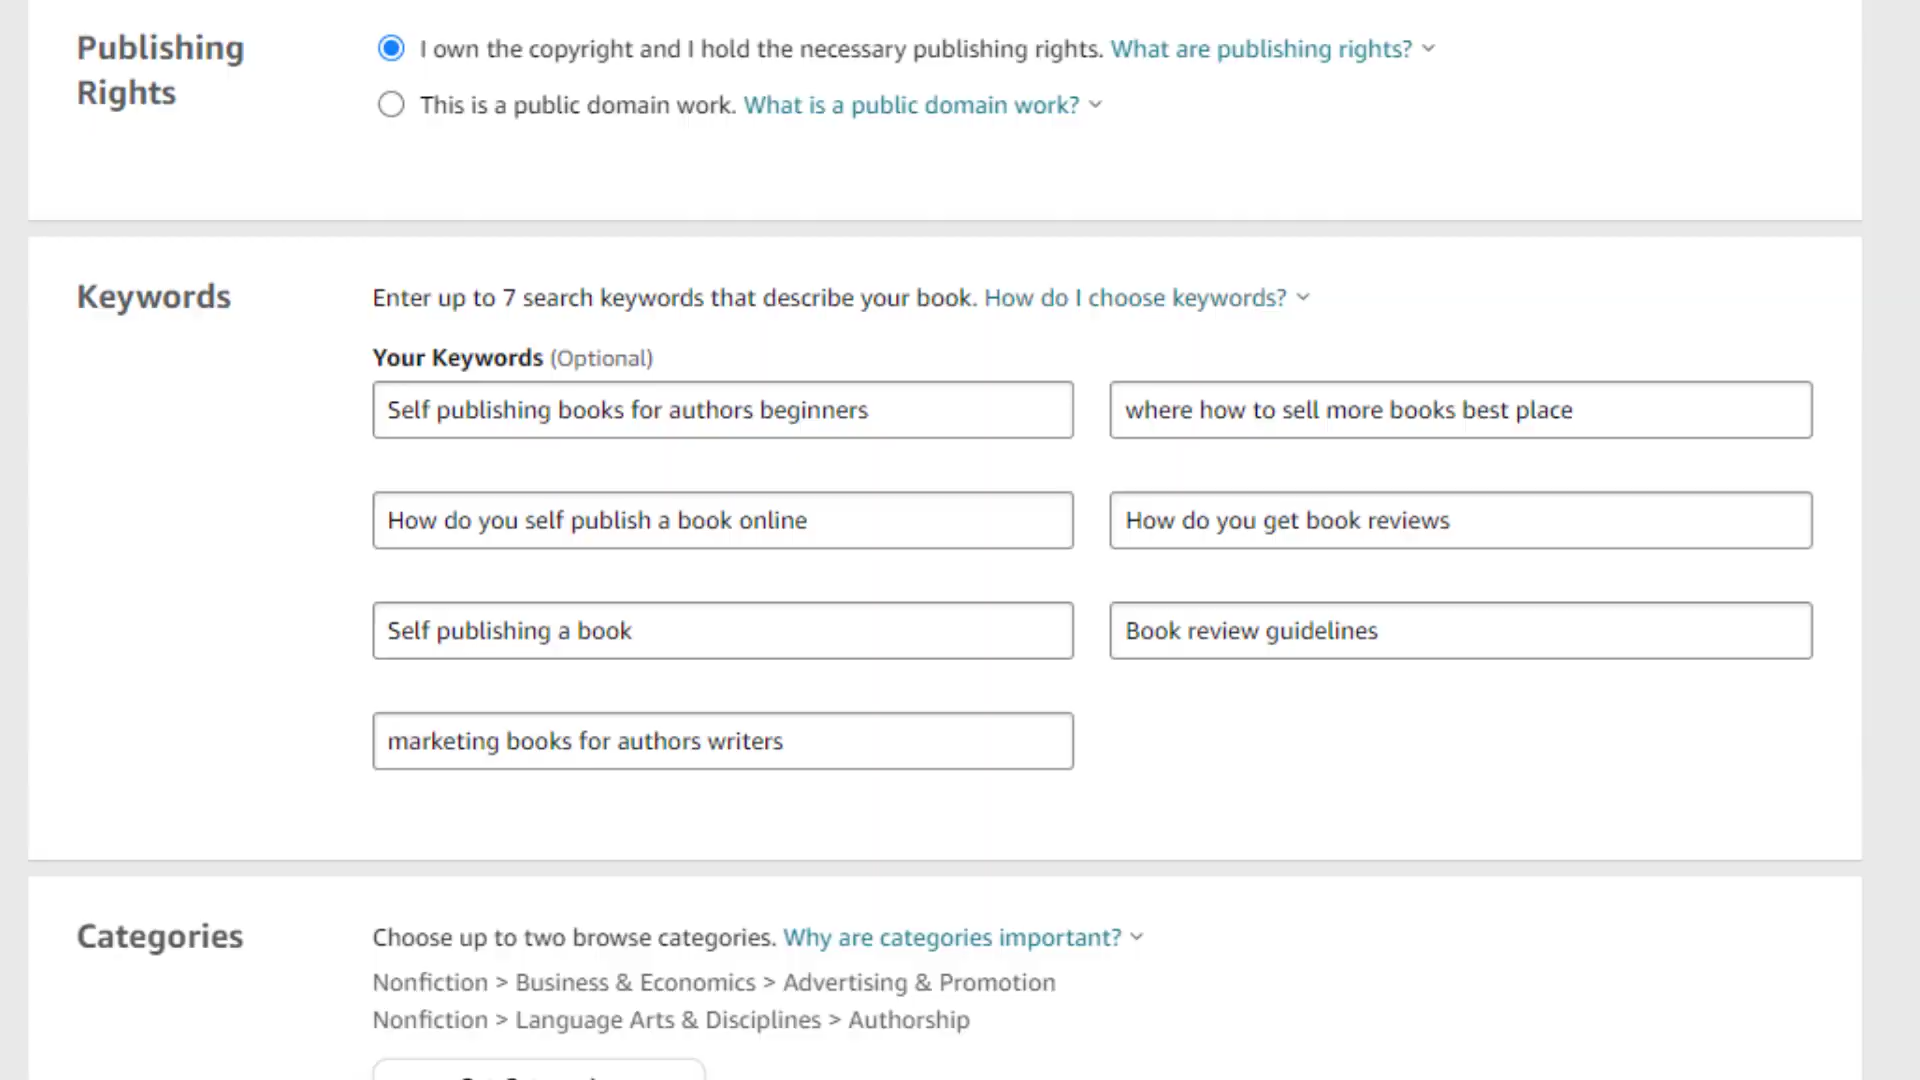 Publishing Rights
I own the copyright and I hold the necessary publishing rights. What are publishing rights?
This is a public domain work. What is a public domain work?
Keywords
Enter up to 7 search keywords that describe your book. How do I choose keywords?
Your Keywords (Optional)
Self publishing books for authors beginners
where how to sell more books best place
How do you self publish a book online
How do you get book reviews
Self publishing a book
Book review guidelines
marketing books for authors writers
Categories
Choose up to two browse categories. Why are categories important?
Nonfiction > Business & Economics > Advertising & Promotion
Nonfiction > Language Arts & Disciplines > Authorship